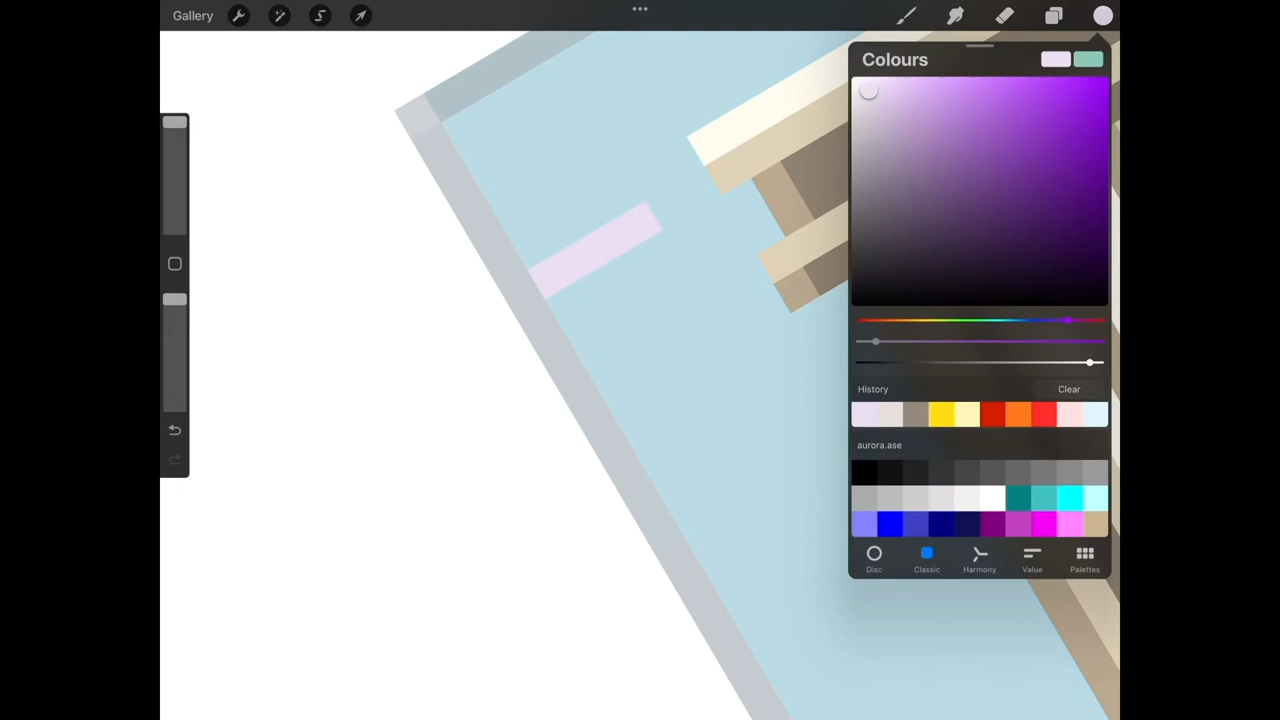 Gallery
Colours
History Clear
aurora.ase
Disc Classic Harmony Value Palettes